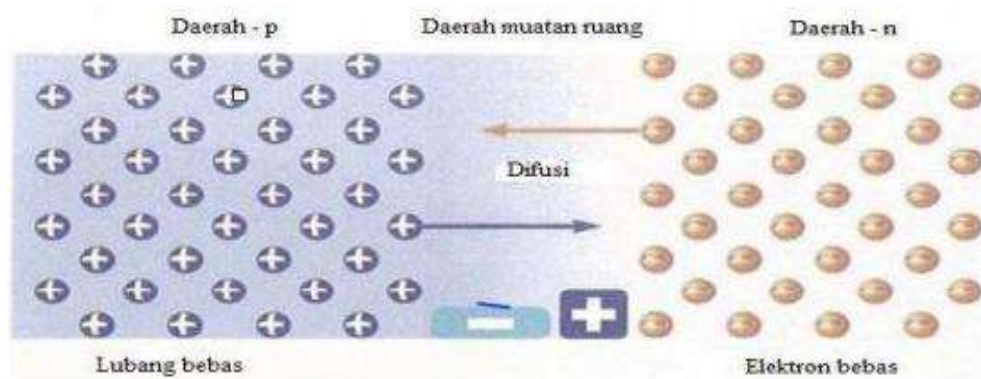 Daerah - p
Daerah muatan ruang
Daerah - n
Difusi
Lubang bebas
Elektron bebas